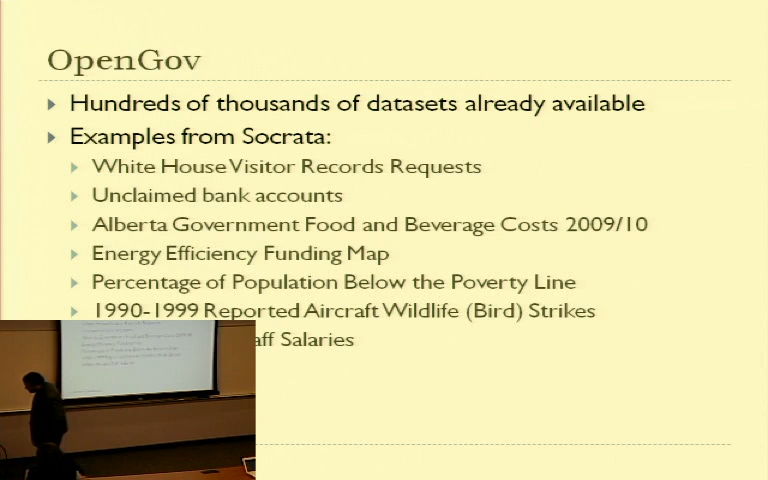 OpenGov
Hundreds of thousands of datasets already available
Examples from Socrata:
White House Visitor Records Requests
Unclaimed bank accounts
Alberta Government Food and Beverage Costs 2009/10
Energy Efficiency Funding Map
Percentage of Population Below the Poverty Line
1990-1999 Reported Aircraft Wildlife (Bird) Strikes
Salaries